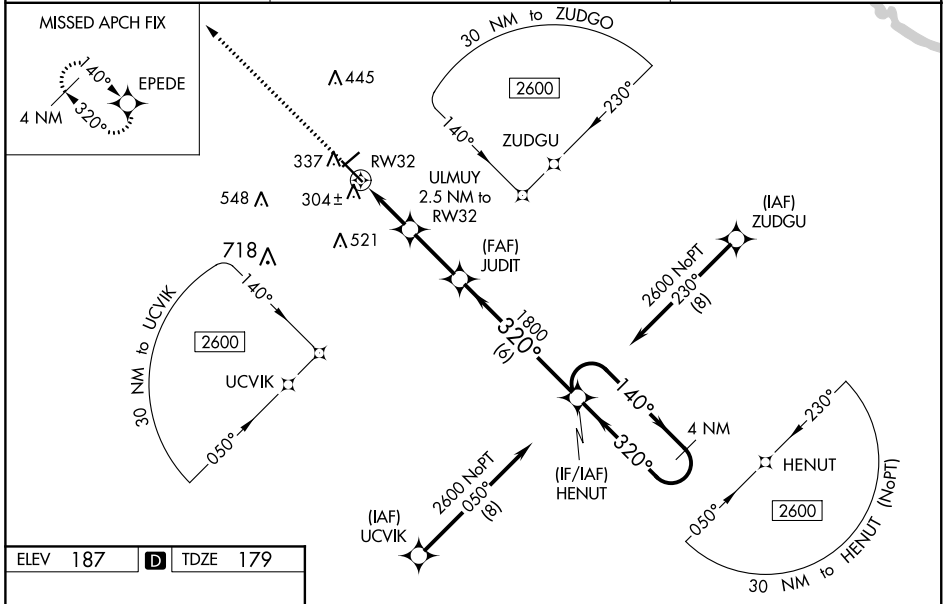 MISSED APCH FIX
140°
EPEDE
4 NM
320°
445
30 NM to ZUDGO
2600
140°
230°
ZUDGU
337
RW32
304±
548
521
718
ULMUY
2.5 NM to
RW32
(FAF)
JUDIT
(IAF)
ZUDGU
2600 NoPT
230°
(8)
30 NM to UCVIK
140°
2600
UCVIK
050°
1800
320°
(6)
140°
320°
4 NM
(IF/IAF)
HENUT
2600 NoPT
050°
(8)
(IAF)
UCVIK
230°
HENUT
050°
2600
30 NM to HENUT (NoPT)
ELEV 187 D TDZE 179